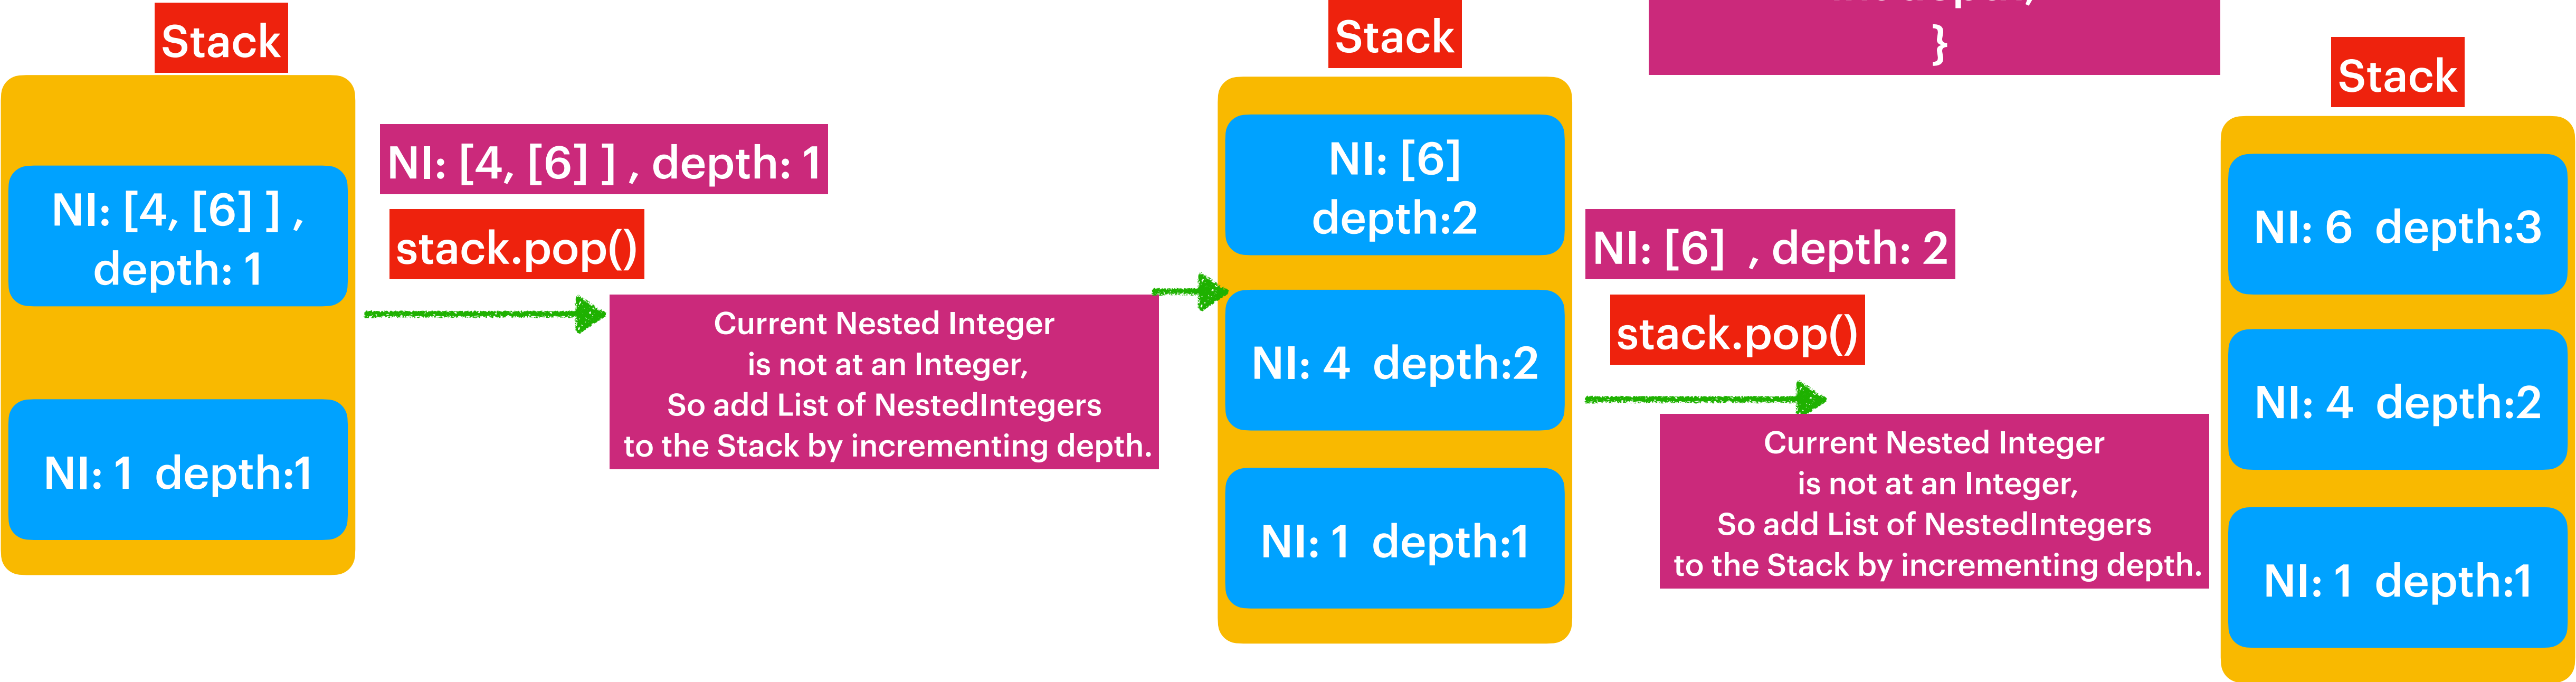 Stack
NI: [4, [6] ] ,
depth: 1
NI: 1 depth:1
NI: [4, [6] ] , depth: 1
stack.pop()
Current Nested Integer
is not at an Integer,
So add List of NestedIntegers
to the Stack by incrementing depth.
Stack
NI: [6]
depth:2
NI: 4 depth:2
NI: 1 depth:1
}
NI: [6] , depth: 2
stack.pop()
Current Nested Integer
is not at an Integer,
So add List of NestedIntegers
to the Stack by incrementing depth.
Stack
NI: 6 depth:3
NI: 4 depth:2
NI: 1 depth:1